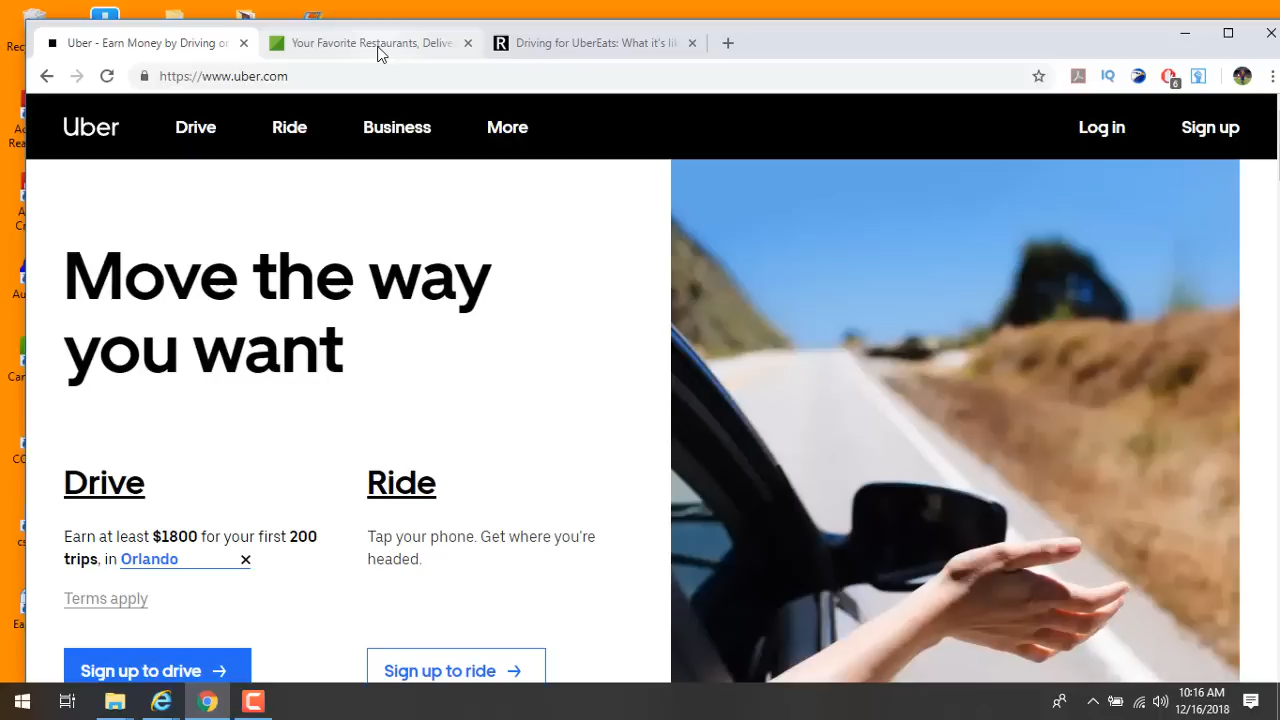 Uber - Earn Money by Driving or
Your Favorite Restaurants, Delive
R
Driving for UberEats: What it's lik
https://www.uber.com
IQ
6
Uber
Drive
Ride
Business
More
Log in
Sign up
Move the way
you want
Drive
Ride
Earn at least $1800 for your first 200
trips, in Orlando
Tap your phone. Get where you're
headed.
Terms apply
Sign up to drive
Sign up to ride
10:16 AM
12/16/2018